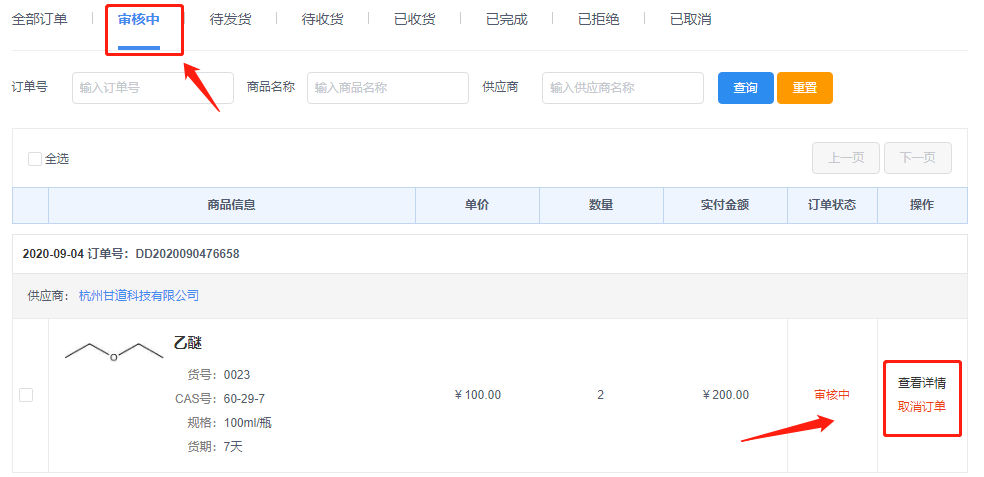 全部订单 审核中 待发货 待收货 已收货 已完成 已拒绝 已取消
订单号 输入订单号 商品名称 输入商品名称 供应商 输入供应商名称 查询 重置
全选 上一页 下一页
商品信息 单价 数量 实付金额 订单状态 操作
2020-09-04 订单号：DD2020090476658
供应商： 杭州甘道科技有限公司
O
乙醚
货号：0023
CAS号：60-29-7
规格：100ml/瓶
货期：7天
￥100.00 2 ￥200.00 审核中
查看详情
取消订单